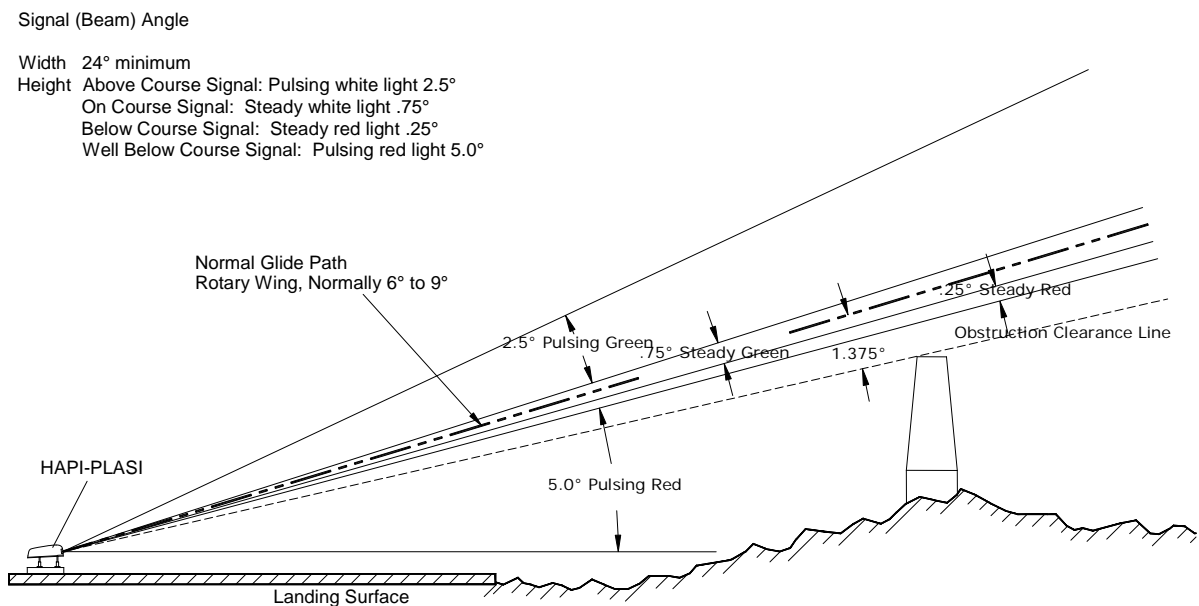 Signal (Beam) Angle
Width 24° minimum
Height Above Course Signal: Pulsing white light 2.5°
On Course Signal: Steady white light .75°
Below Course Signal: Steady red light .25°
Well Below Course Signal: Pulsing red light 5.0°
Normal Glide Path
Rotary Wing, Normally 6° to 9°
.25° Steady Red
Obstruction Clearance Line
2.5° Pulsing Green
.75° Steady Green
1.375°
HAPI-PLASI
5.0° Pulsing Red
Landing Surface